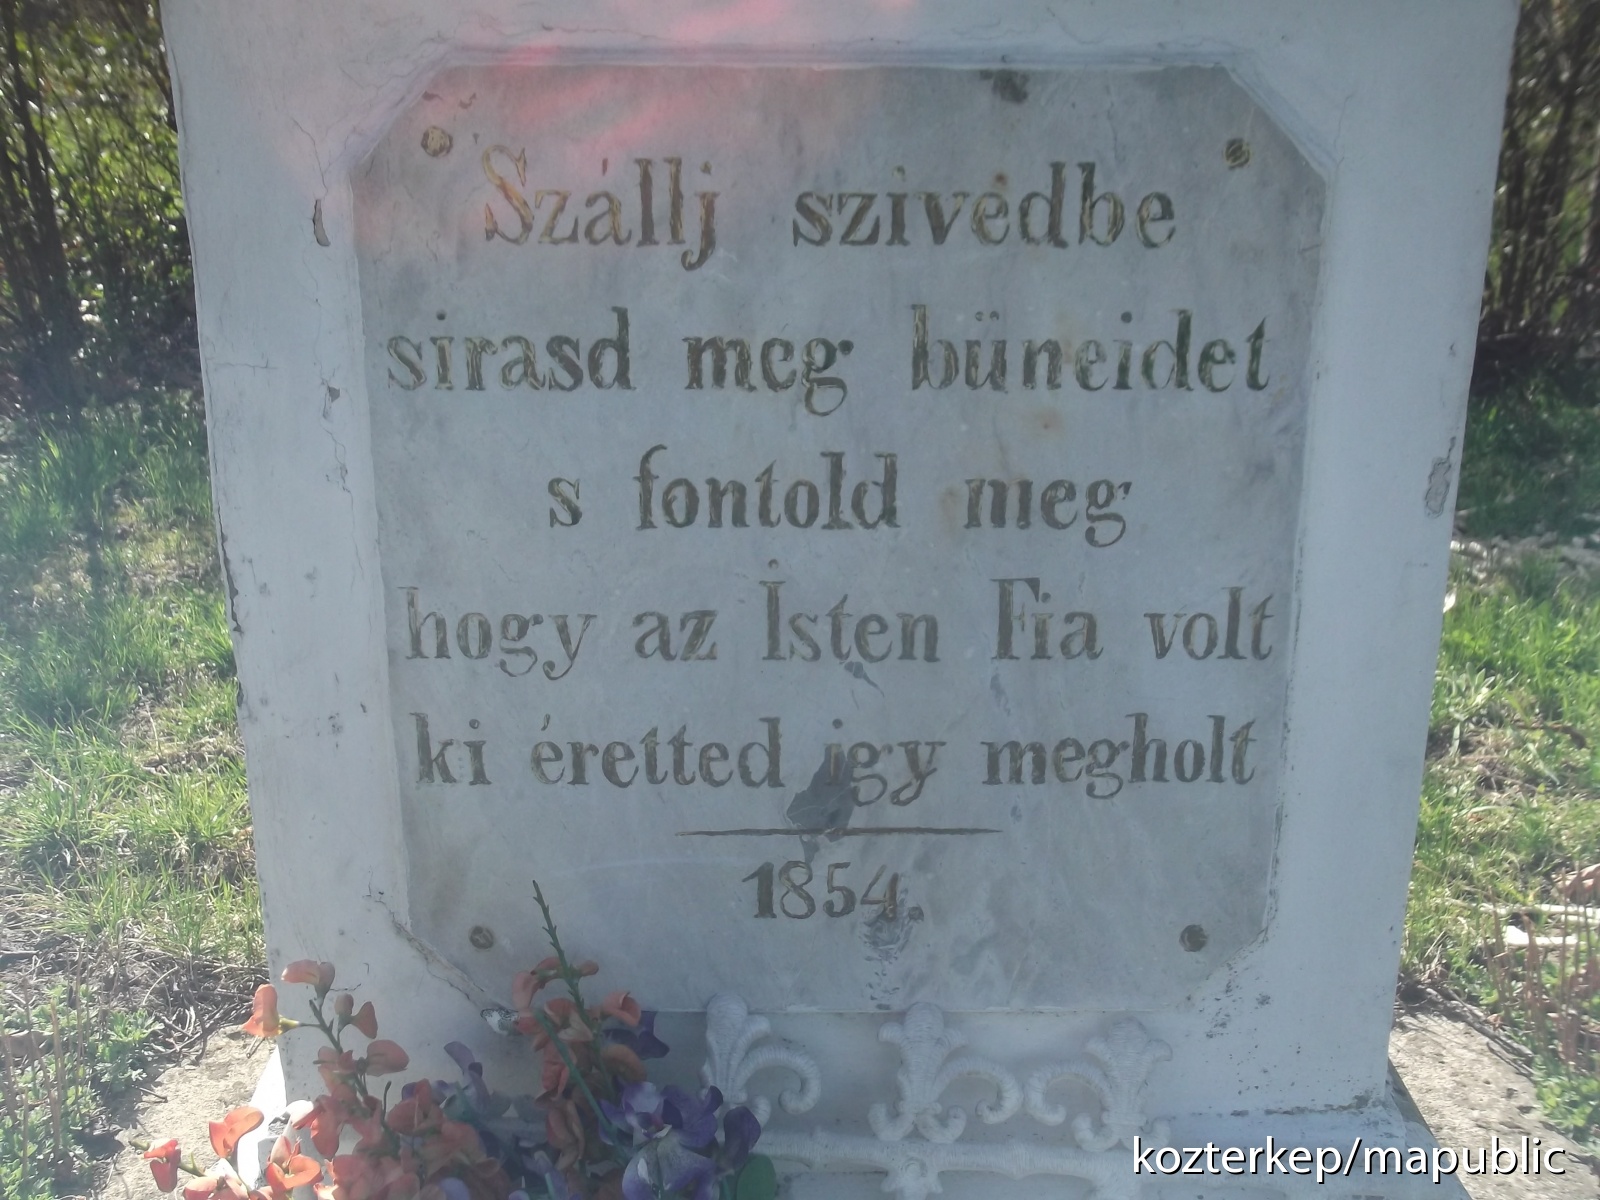 Szállj szivedbe
sirasd meg büneidet
s fontold meg
hogy az Isten Fia volt
ki éretted igy megholt
1854.
kozterkep/mapublic